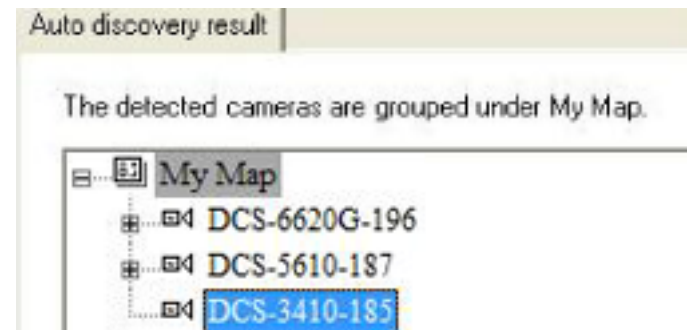 Auto discovery result
The detected cameras are grouped under My Map.
My Map
DCS-6620G-196
DCS-5610-187
DCS-3410-185